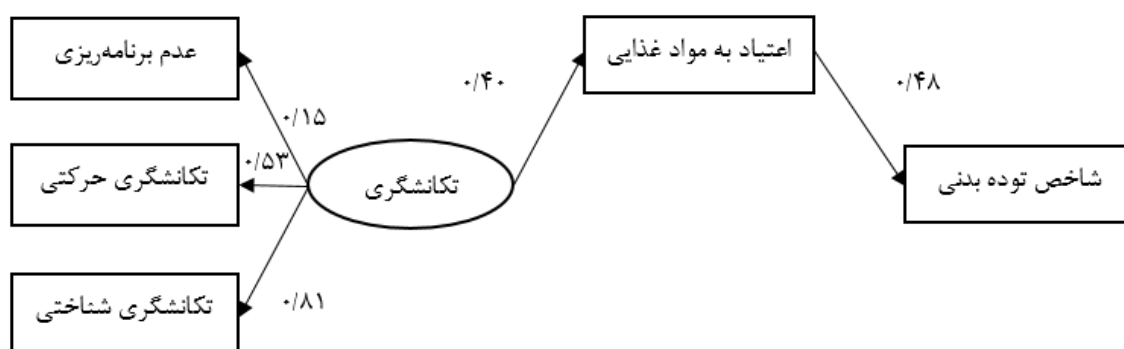 اعتیاد به مواد غذایی
عدم برنامه‌ریزی
۰/۴۰
۰/۴۸
۰/۱۵
۰/۵۳
شاخص توده بدنی
تکانشگری
تکانشگری حرکتی
۰/۸۱
تکانشگری شناختی